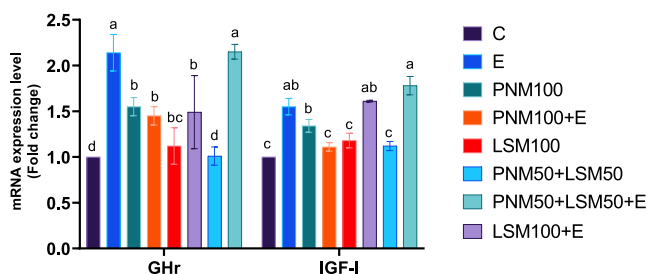 mRNA expression level
(Fold change)
2.5
2.0
1.5
1.0
0.5
0.0
d a b b bc b d a
c ab b c c ab c a
GHr IGF-I
C
E
PNM100
PNM100+E
LSM100
PNM50+LSM50
PNM50+LSM50+E
LSM100+E